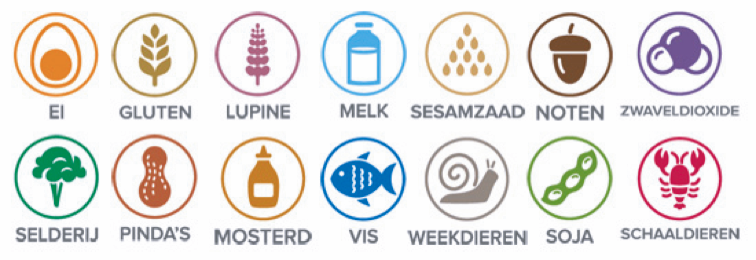 EI GLUTEN LUPINE MELK SESAMZAAD NOTEN ZWAVELDIOXIDE
SELDERIJ PINDA'S MOSTERD VIS WEEKDIEREN SOJA SCHAALDIEREN